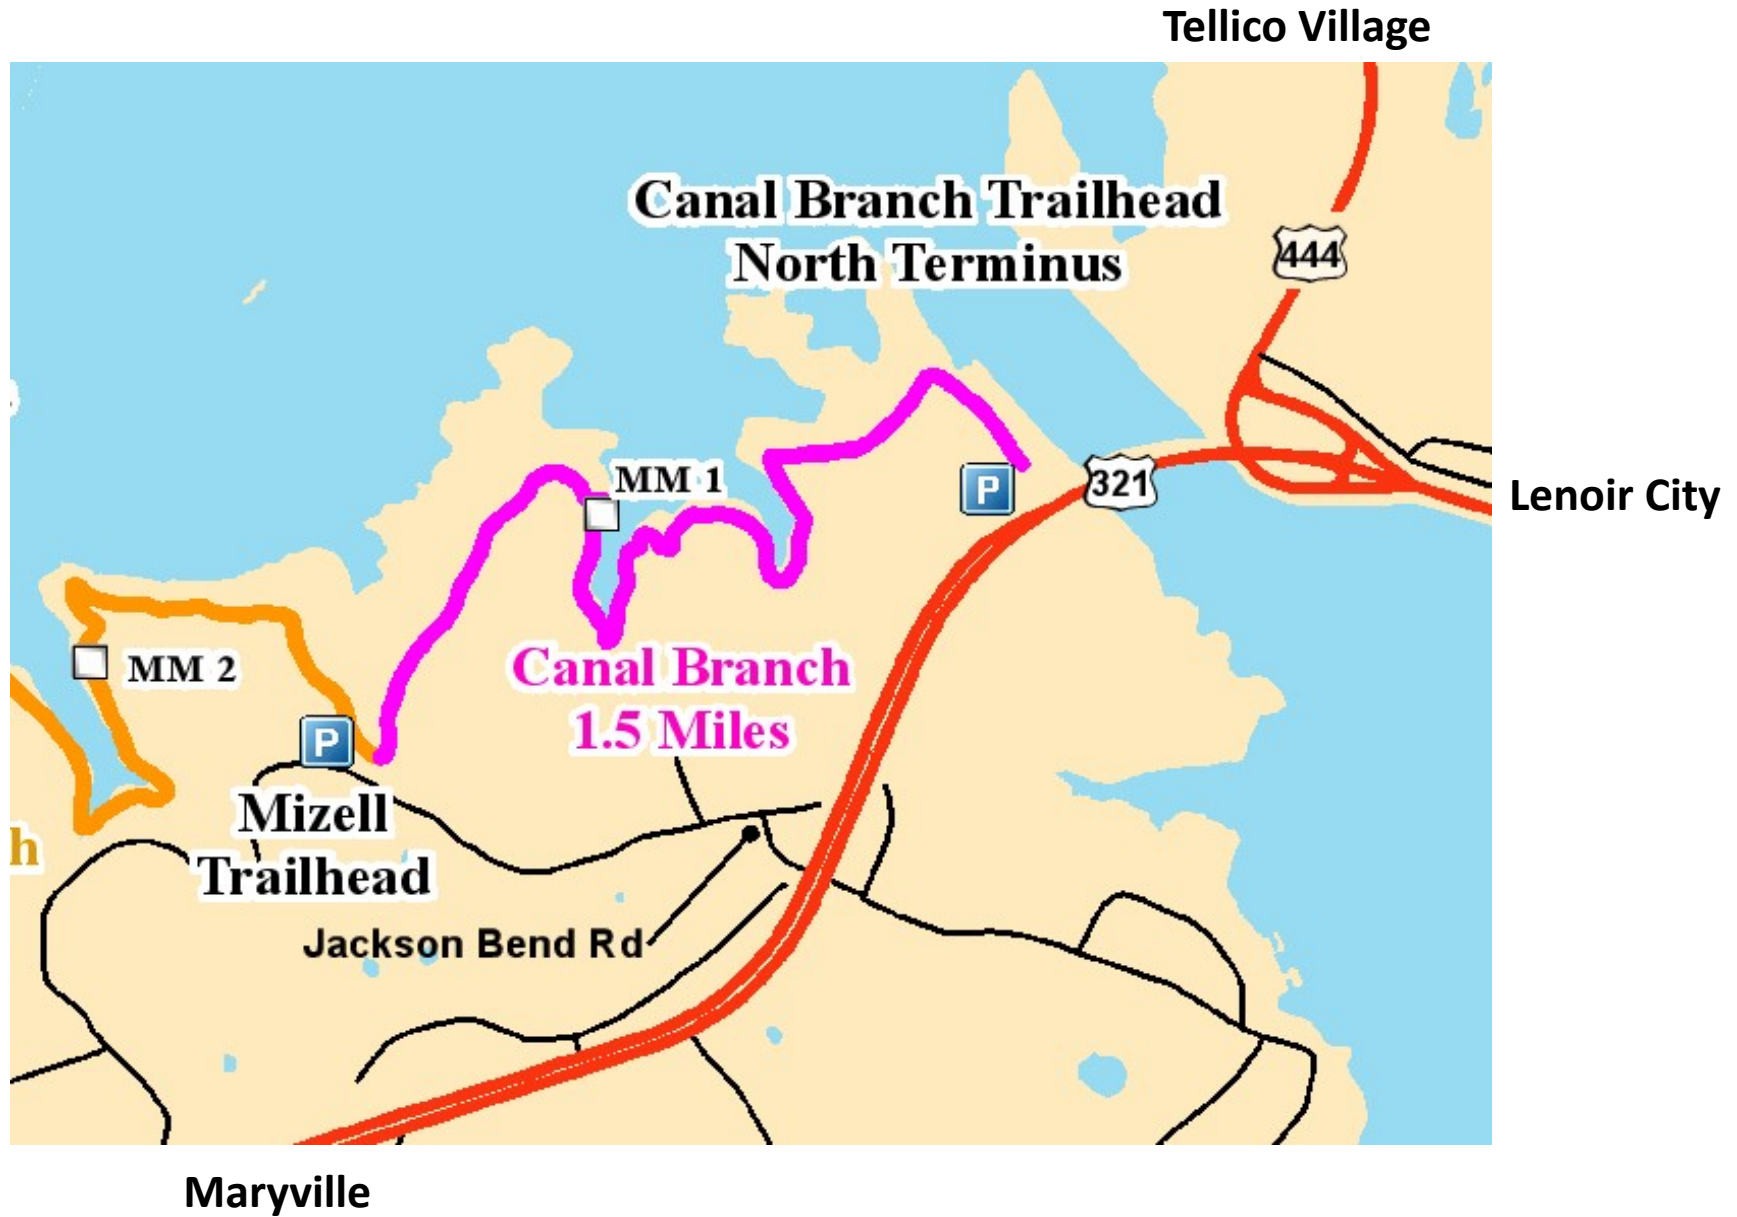 Tellico Village
Canal Branch Trailhead
North Terminus
444
MM 1
P
321
Lenoir City
MM 2
Canal Branch
1.5 Miles
P
Mizell
Trailhead
h
Jackson Bend Rd
Maryville